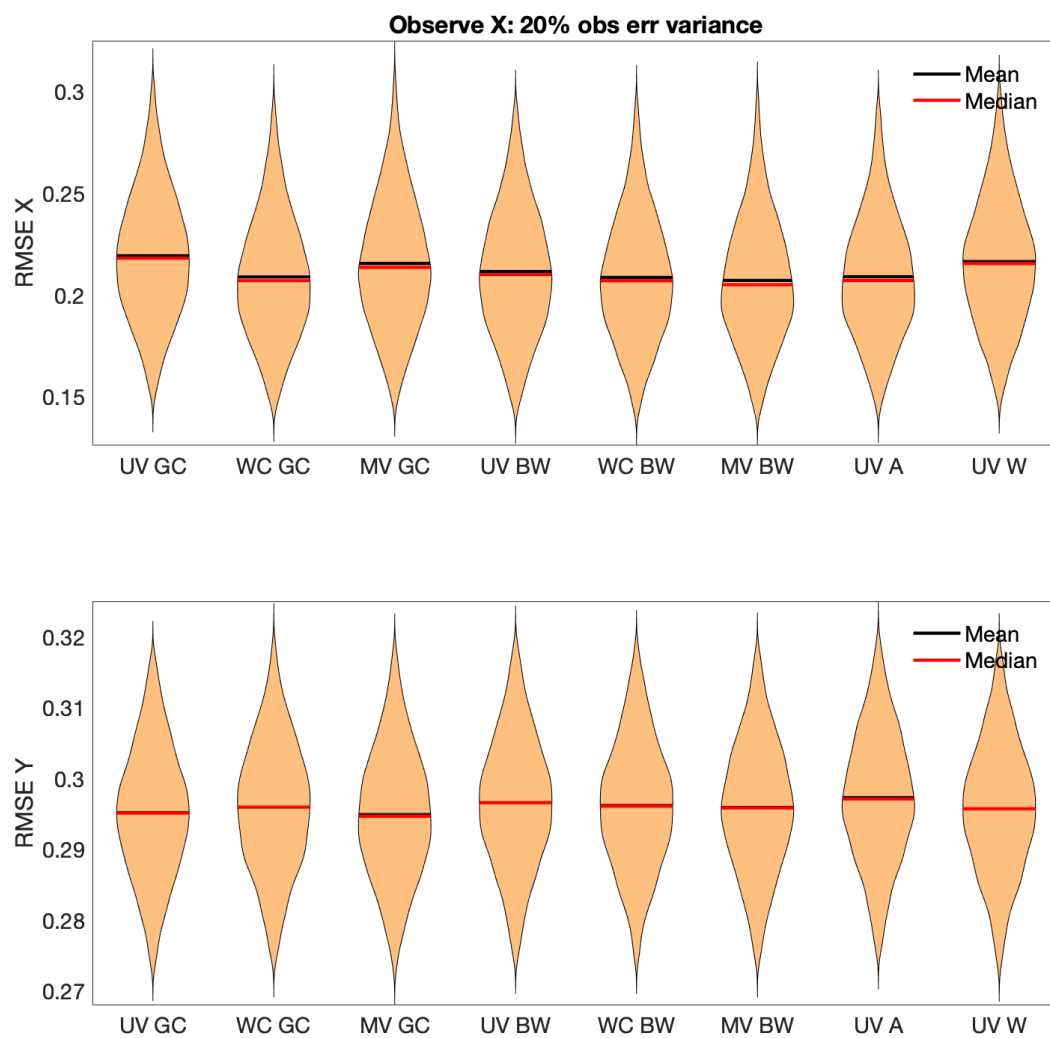 Observe X: 20% obs err variance
Mean
Median
RMSE X
0.3
0.25
0.2
0.15
UV GC WC GC MV GC UV BW WC BW MV BW UV A UV W
Mean
Median
RMSE Y
0.32
0.31
0.3
0.29
0.28
0.27
UV GC WC GC MV GC UV BW WC BW MV BW UV A UV W